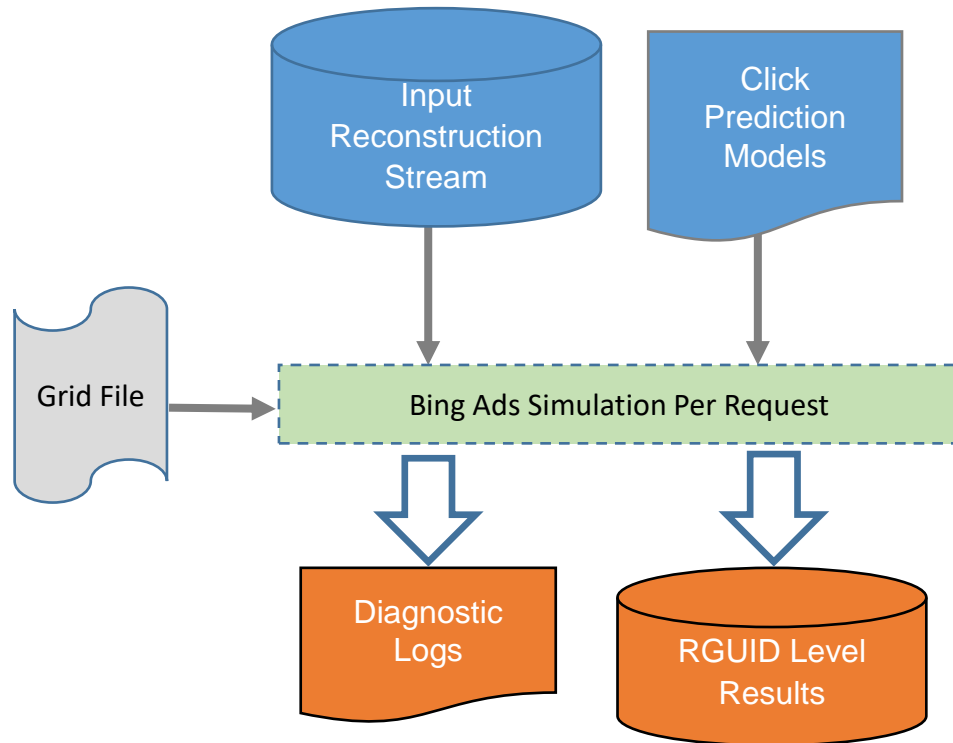 Input
Reconstruction
Stream
Click
Prediction
Models
Grid File
Bing Ads Simulation Per Request
Diagnostic
Logs
RGUID Level
Results